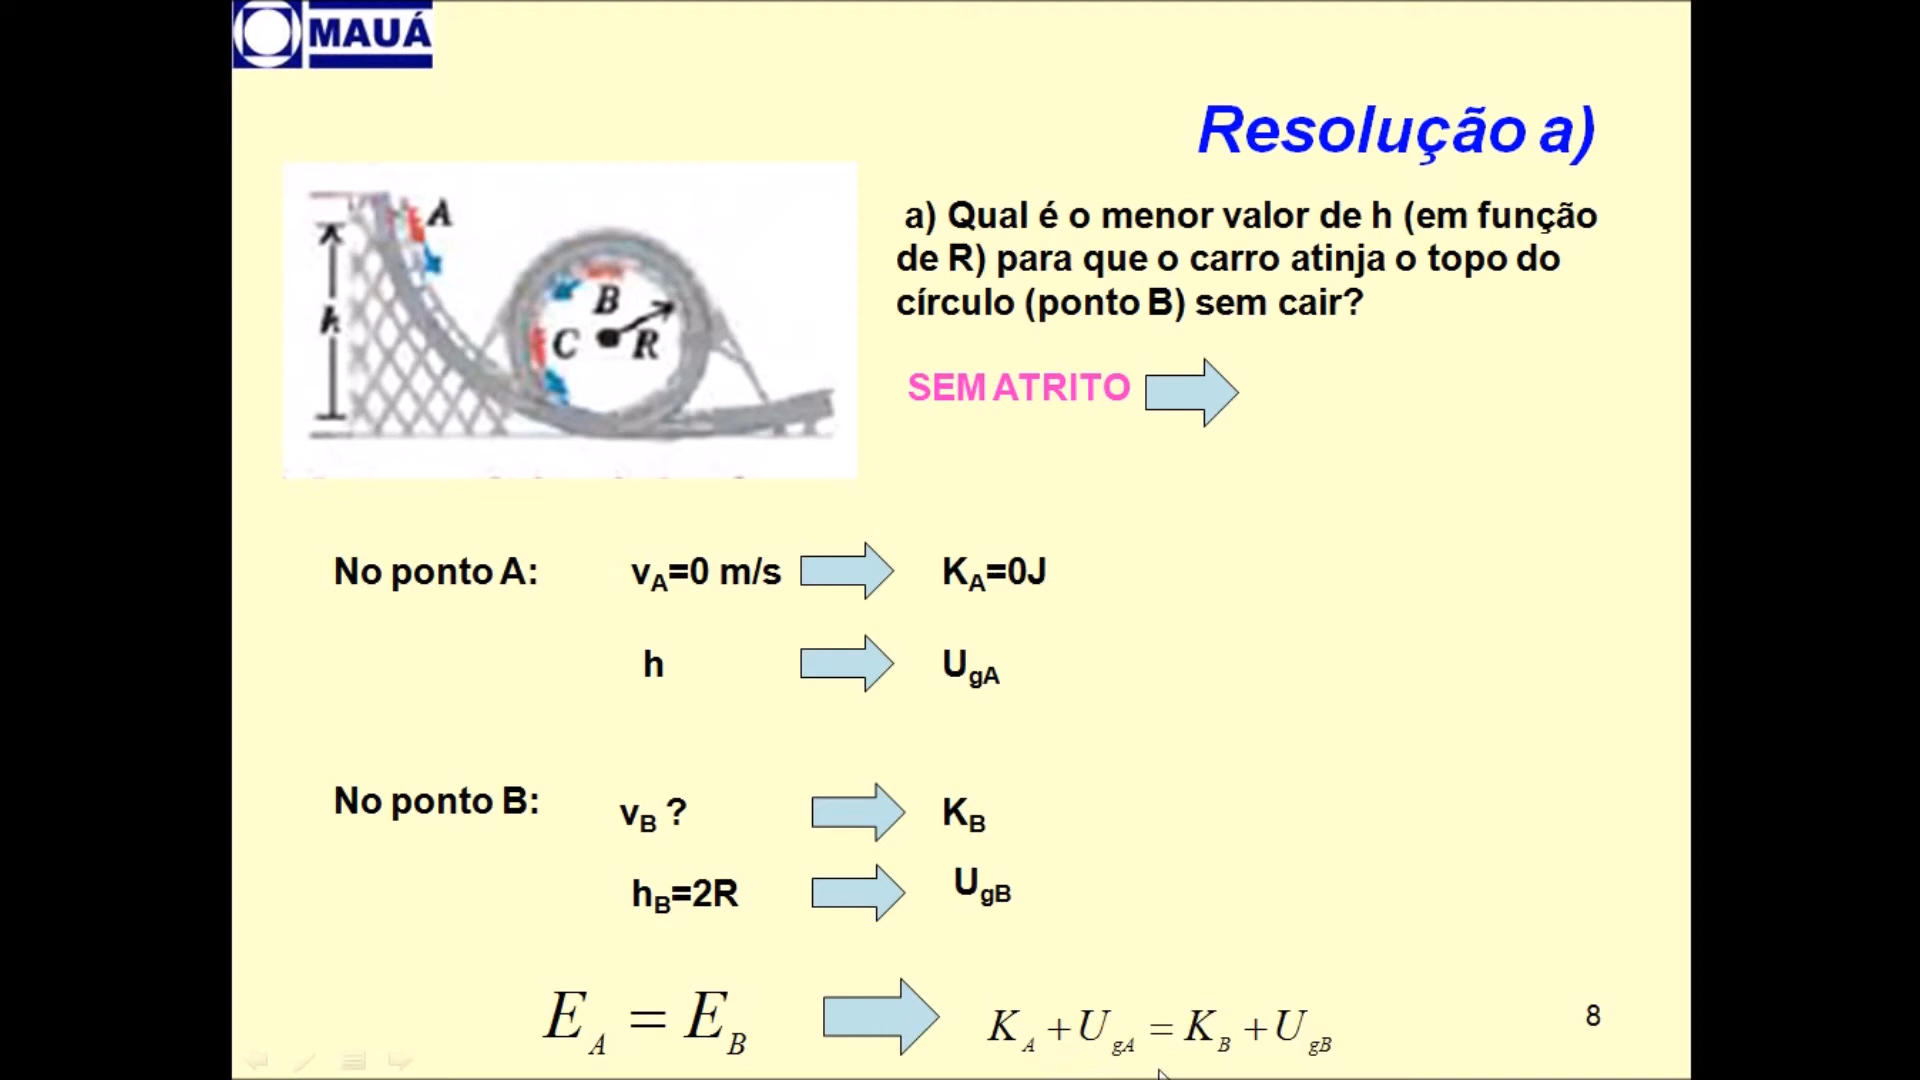 MAUÁ
Resolução a)
a) Qual é o menor valor de h (em função
de R) para que o carro atinja o topo do
círculo (ponto B) sem cair?
SEM ATRITO
A
h
B
C
R
No ponto A: vA=0 m/s KA=0J
h UgA
No ponto B: vB ? KB
hB=2R UgB
EA = EB KA + UgA = KB + UgB
8